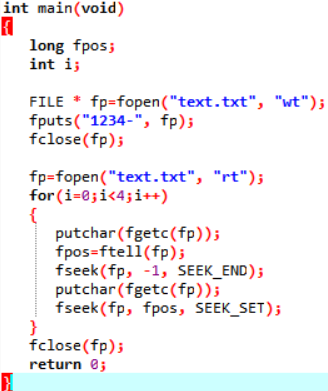 int main(void)
{
long fpos;
int i;
FILE * fp=fopen("text.txt", "wt");
fputs("1234-", fp);
fclose(fp);
fp=fopen("text.txt", "rt");
for(i=0;i<4;i++)
{
putchar(fgetc(fp));
fpos=ftell(fp);
fseek(fp, -1, SEEK_END);
putchar(fgetc(fp));
fseek(fp, fpos, SEEK_SET);
}
fclose(fp);
return 0;
}